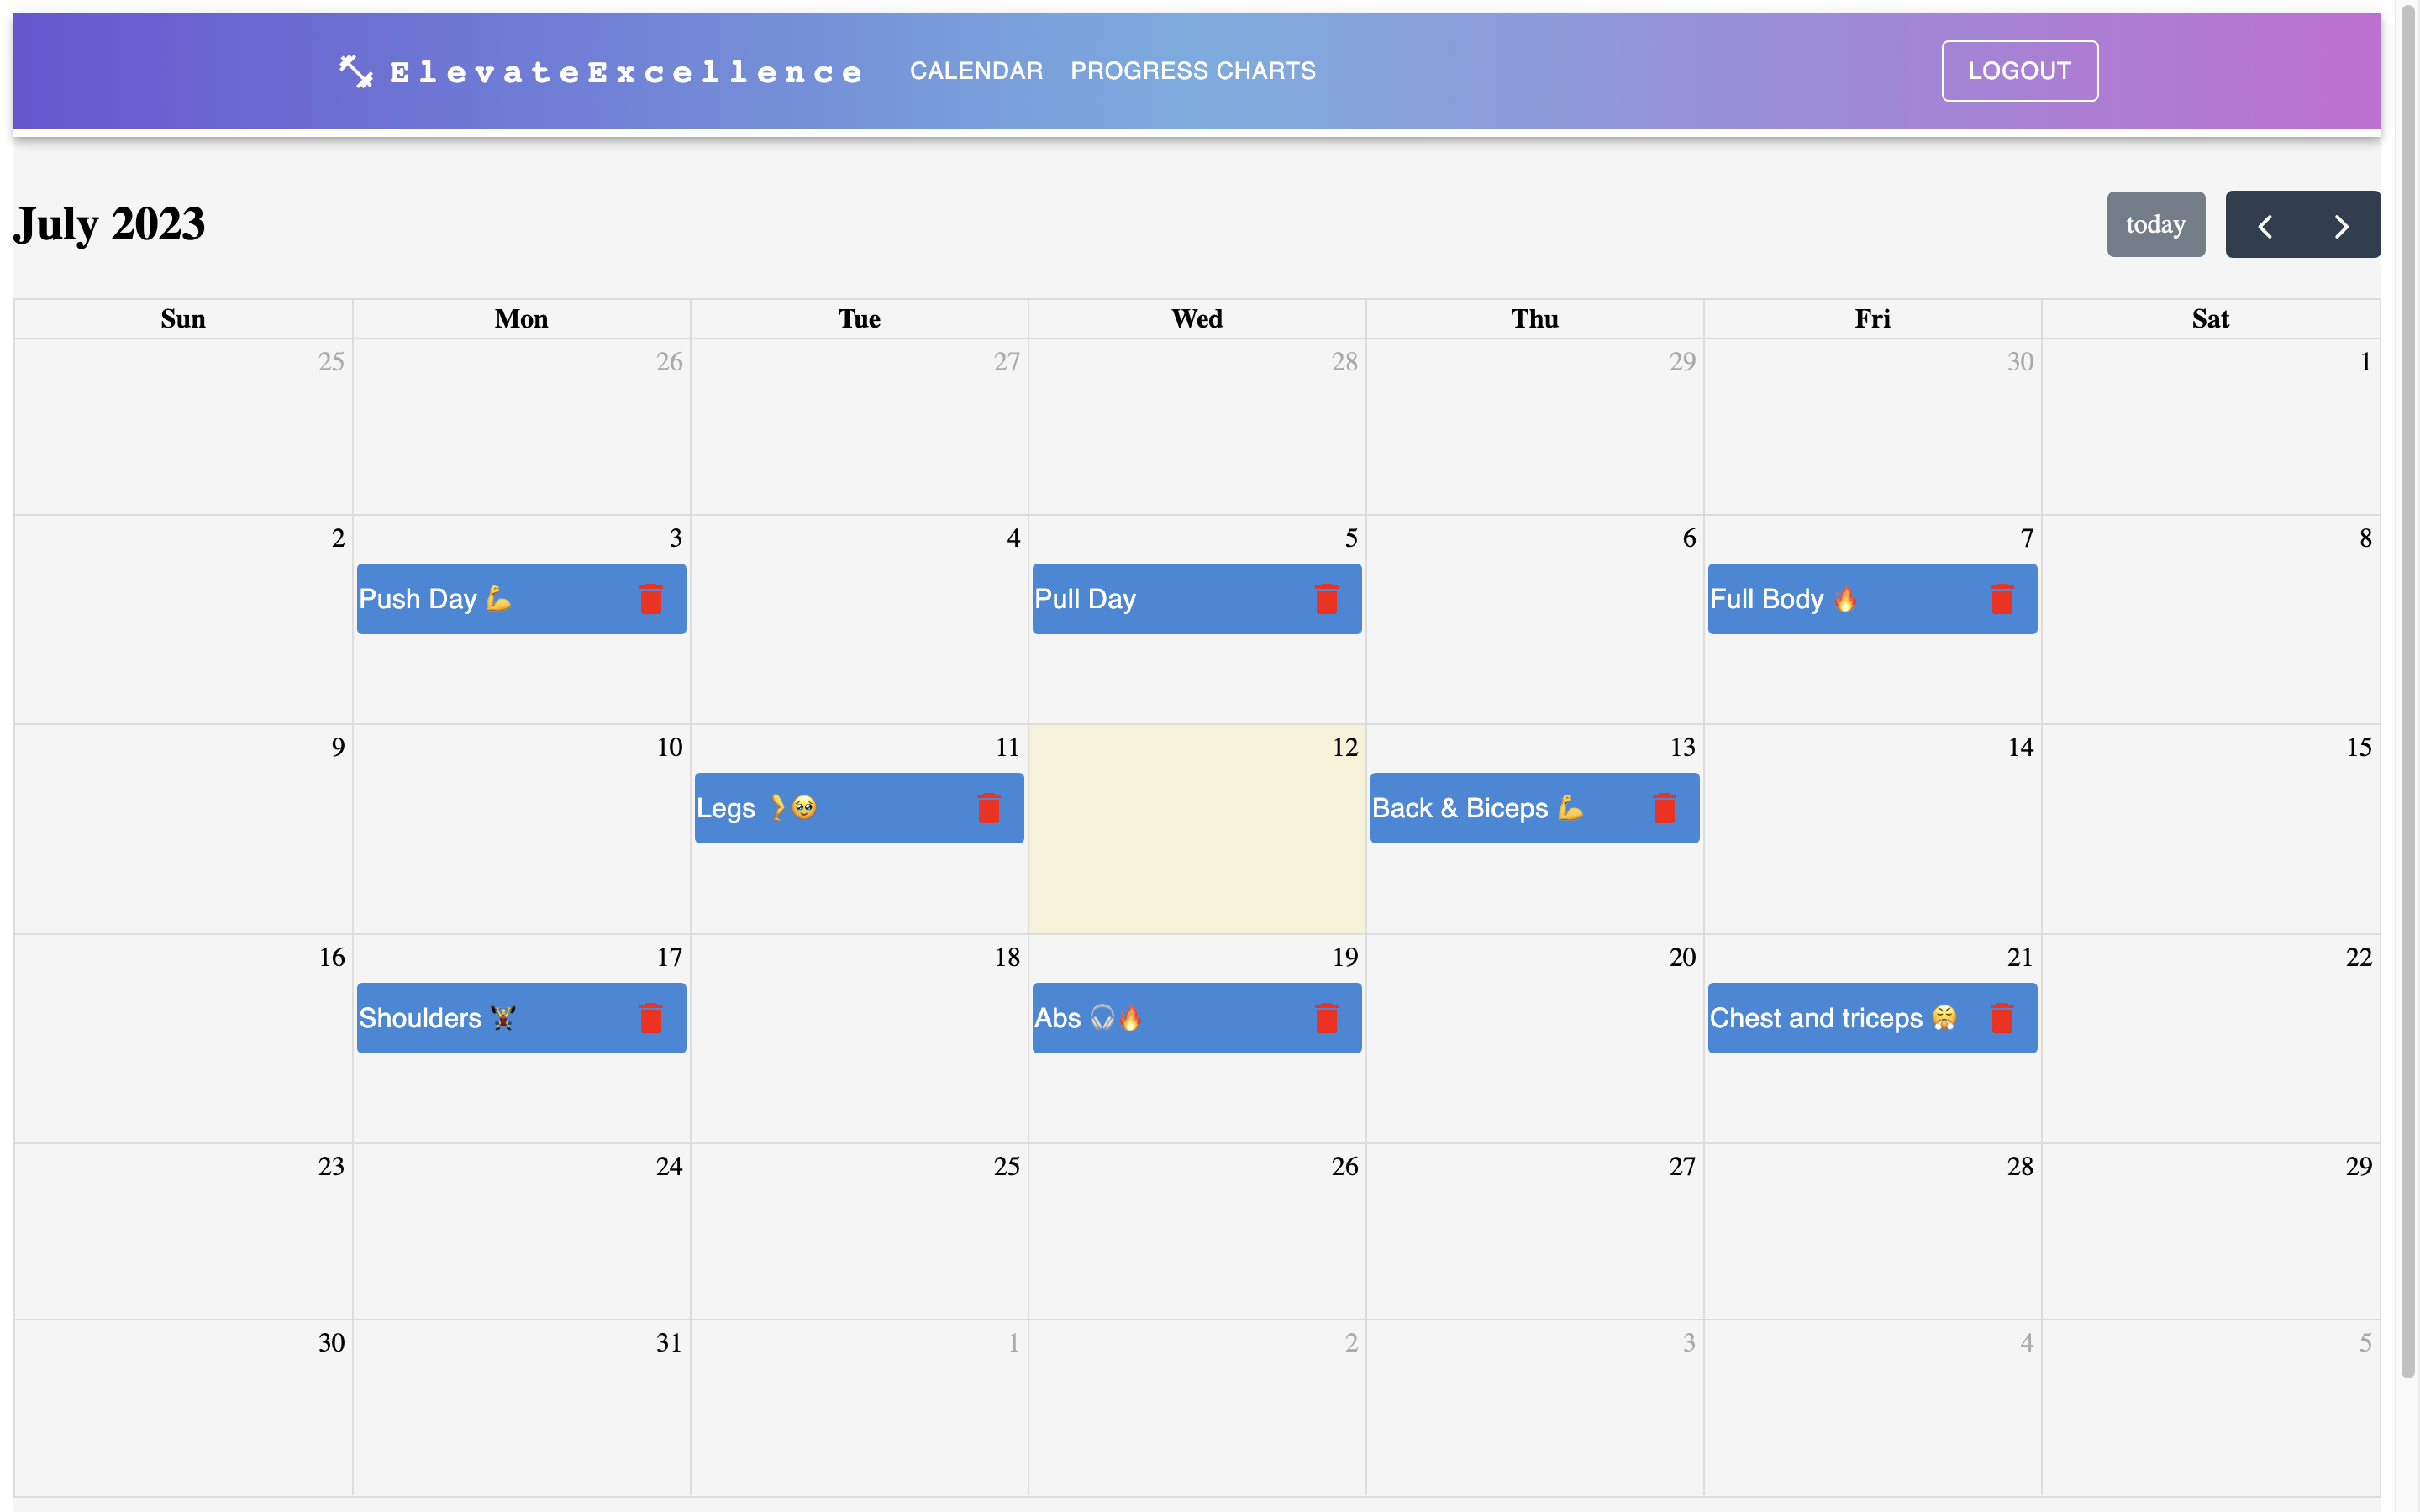 ElevateExcellence CALENDAR PROGRESS CHARTS LOGOUT
July 2023 today
Sun Mon Tue Wed Thu Fri Sat
25 26 27 28 29 30 1
2 3 4 5 6 7 8
Push Day 💪 Pull Day Full Body 🔥
9 10 11 12 13 14 15
Legs 🦵🥹 Back & Biceps 💪
16 17 18 19 20 21 22
Shoulders 🏋️ Abs 🎧🔥 Chest and triceps 😤
23 24 25 26 27 28 29
30 31 1 2 3 4 5